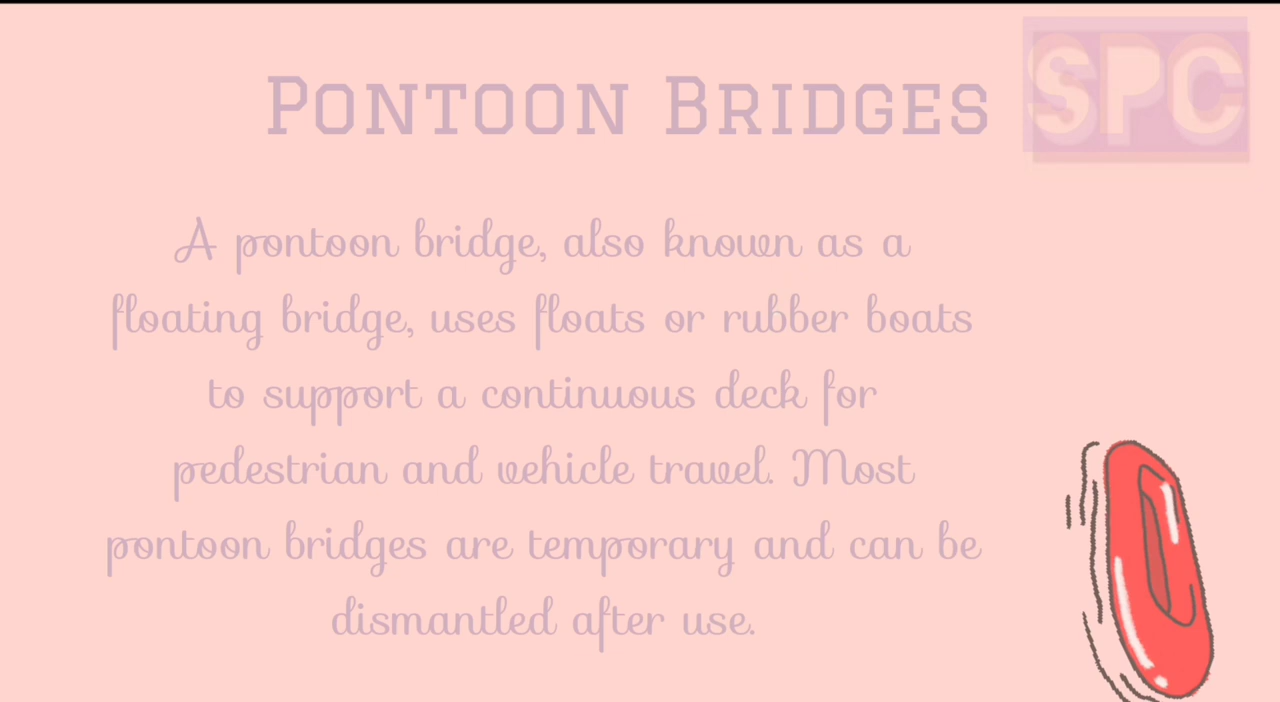 Pontoon Bridges
SPC
A pontoon bridge, also known as a
floating bridge, uses floats or rubber boats
to support a continuous deck for
pedestrian and vehicle travel. Most
pontoon bridges are temporary and can be
dismantled after use.